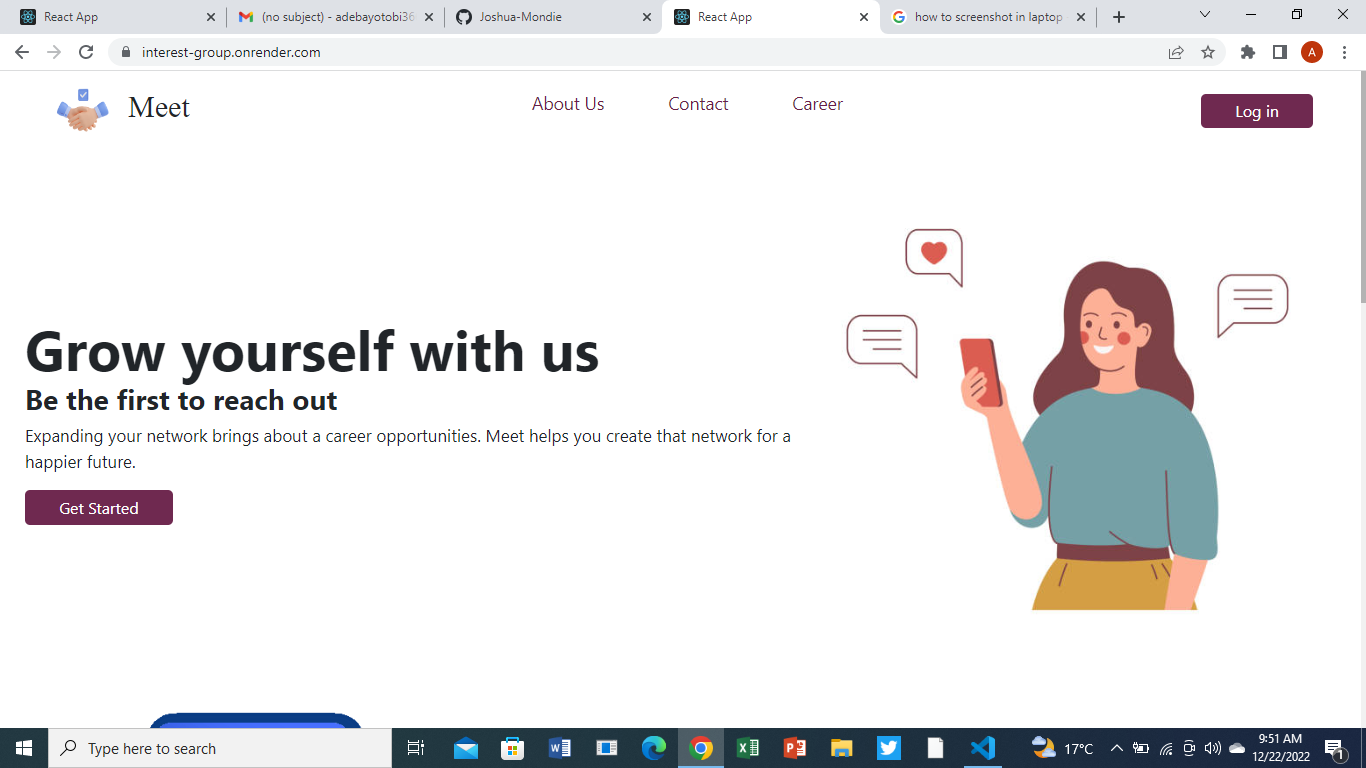 React App
(no subject) - adebayotobi36
Joshua-Mondie
React App
how to screenshot in laptop
interest-group.onrender.com
A
Meet
About Us
Contact
Career
Log in
Grow yourself with us
Be the first to reach out
Expanding your network brings about a career opportunities. Meet helps you create that network for a
happier future.
Get Started
Type here to search
17°C
9:51 AM
12/22/2022
1